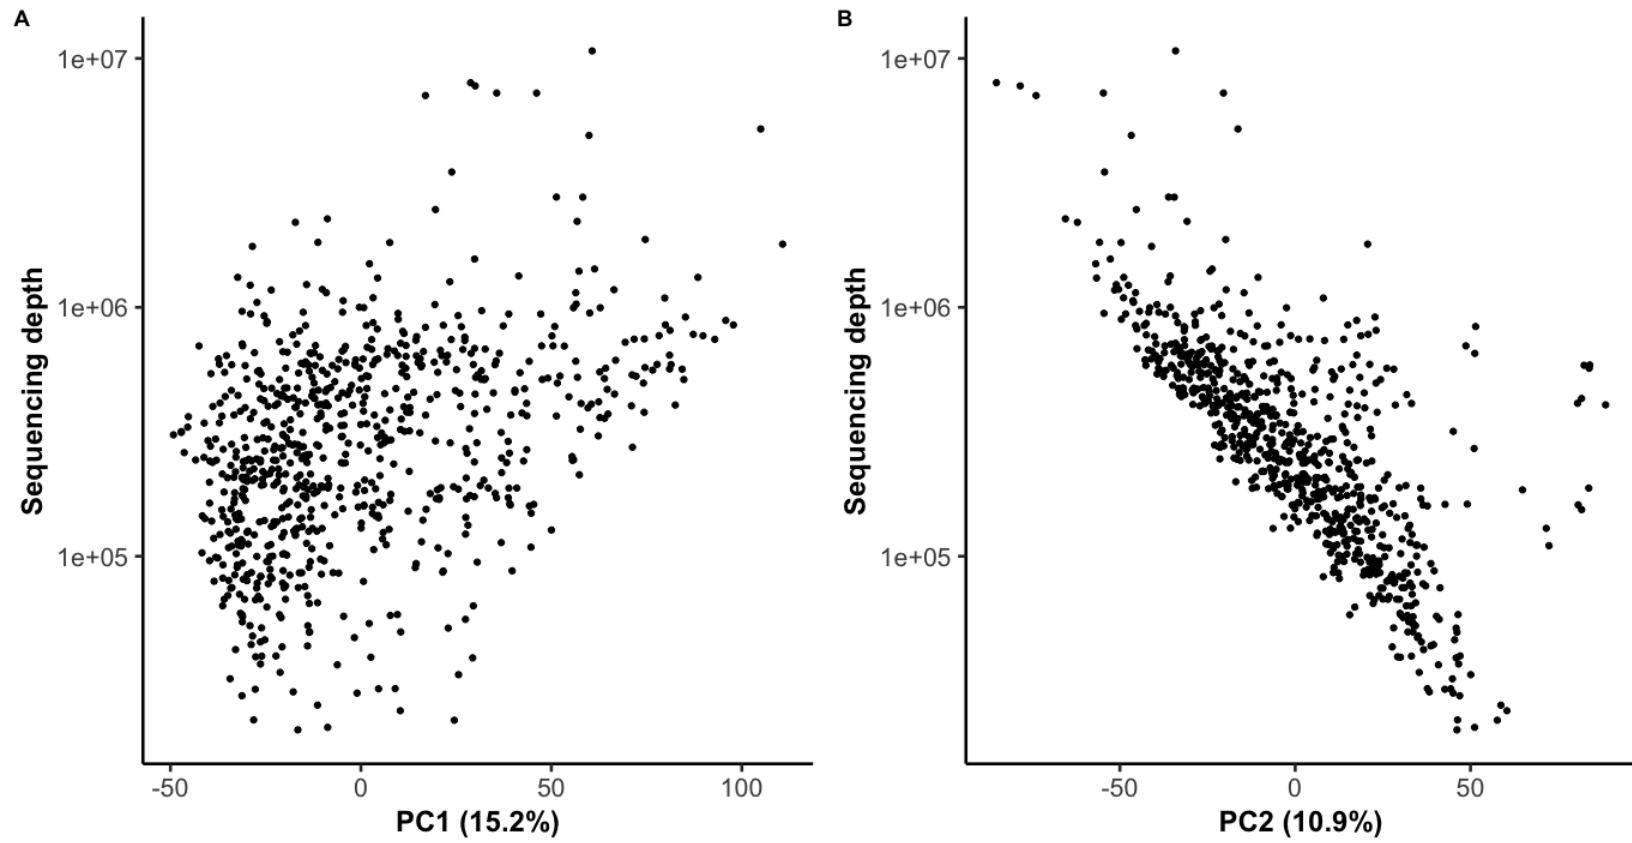 A
B
1e+07
1e+06
1e+05
Sequencing depth
-50
0
50
100
PC1 (15.2%)
1e+07
1e+06
1e+05
Sequencing depth
-50
0
50
PC2 (10.9%)